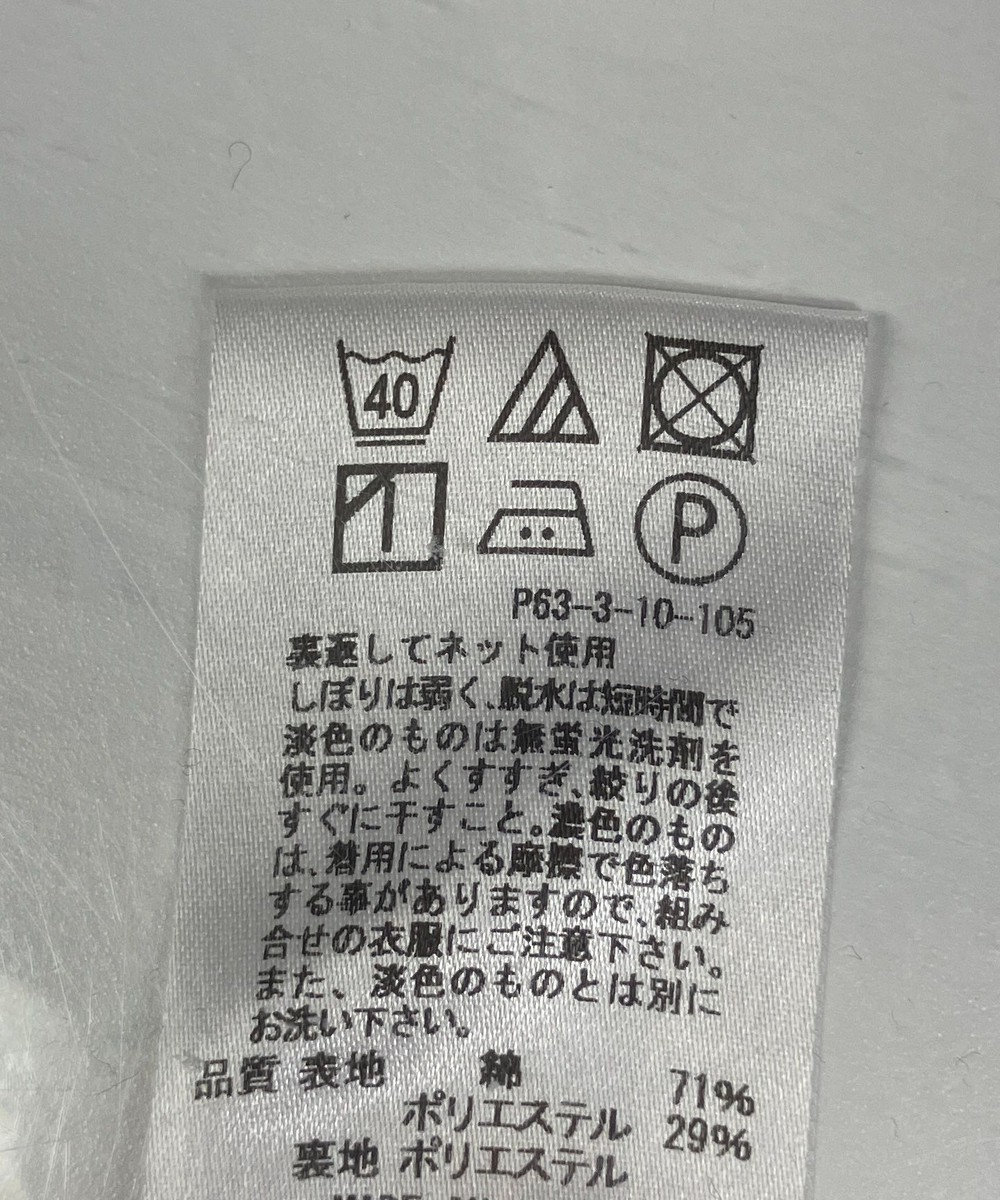 40
P
P63-3-10-105
裏返してネット使用
しぼりは弱く、脱水は短時間で
淡色のものは無蛍光洗剤を
使用。よくすすぎ、絞りの後
すぐに干すこと。濃色のもの
は、着用による摩擦で色落ち
する事がありますので、組み
合せの衣服にご注意下さい。
また、淡色のものとは別に
お洗い下さい。
品質 表地 綿 71%
ポリエステル 29%
裏地 ポリエステル